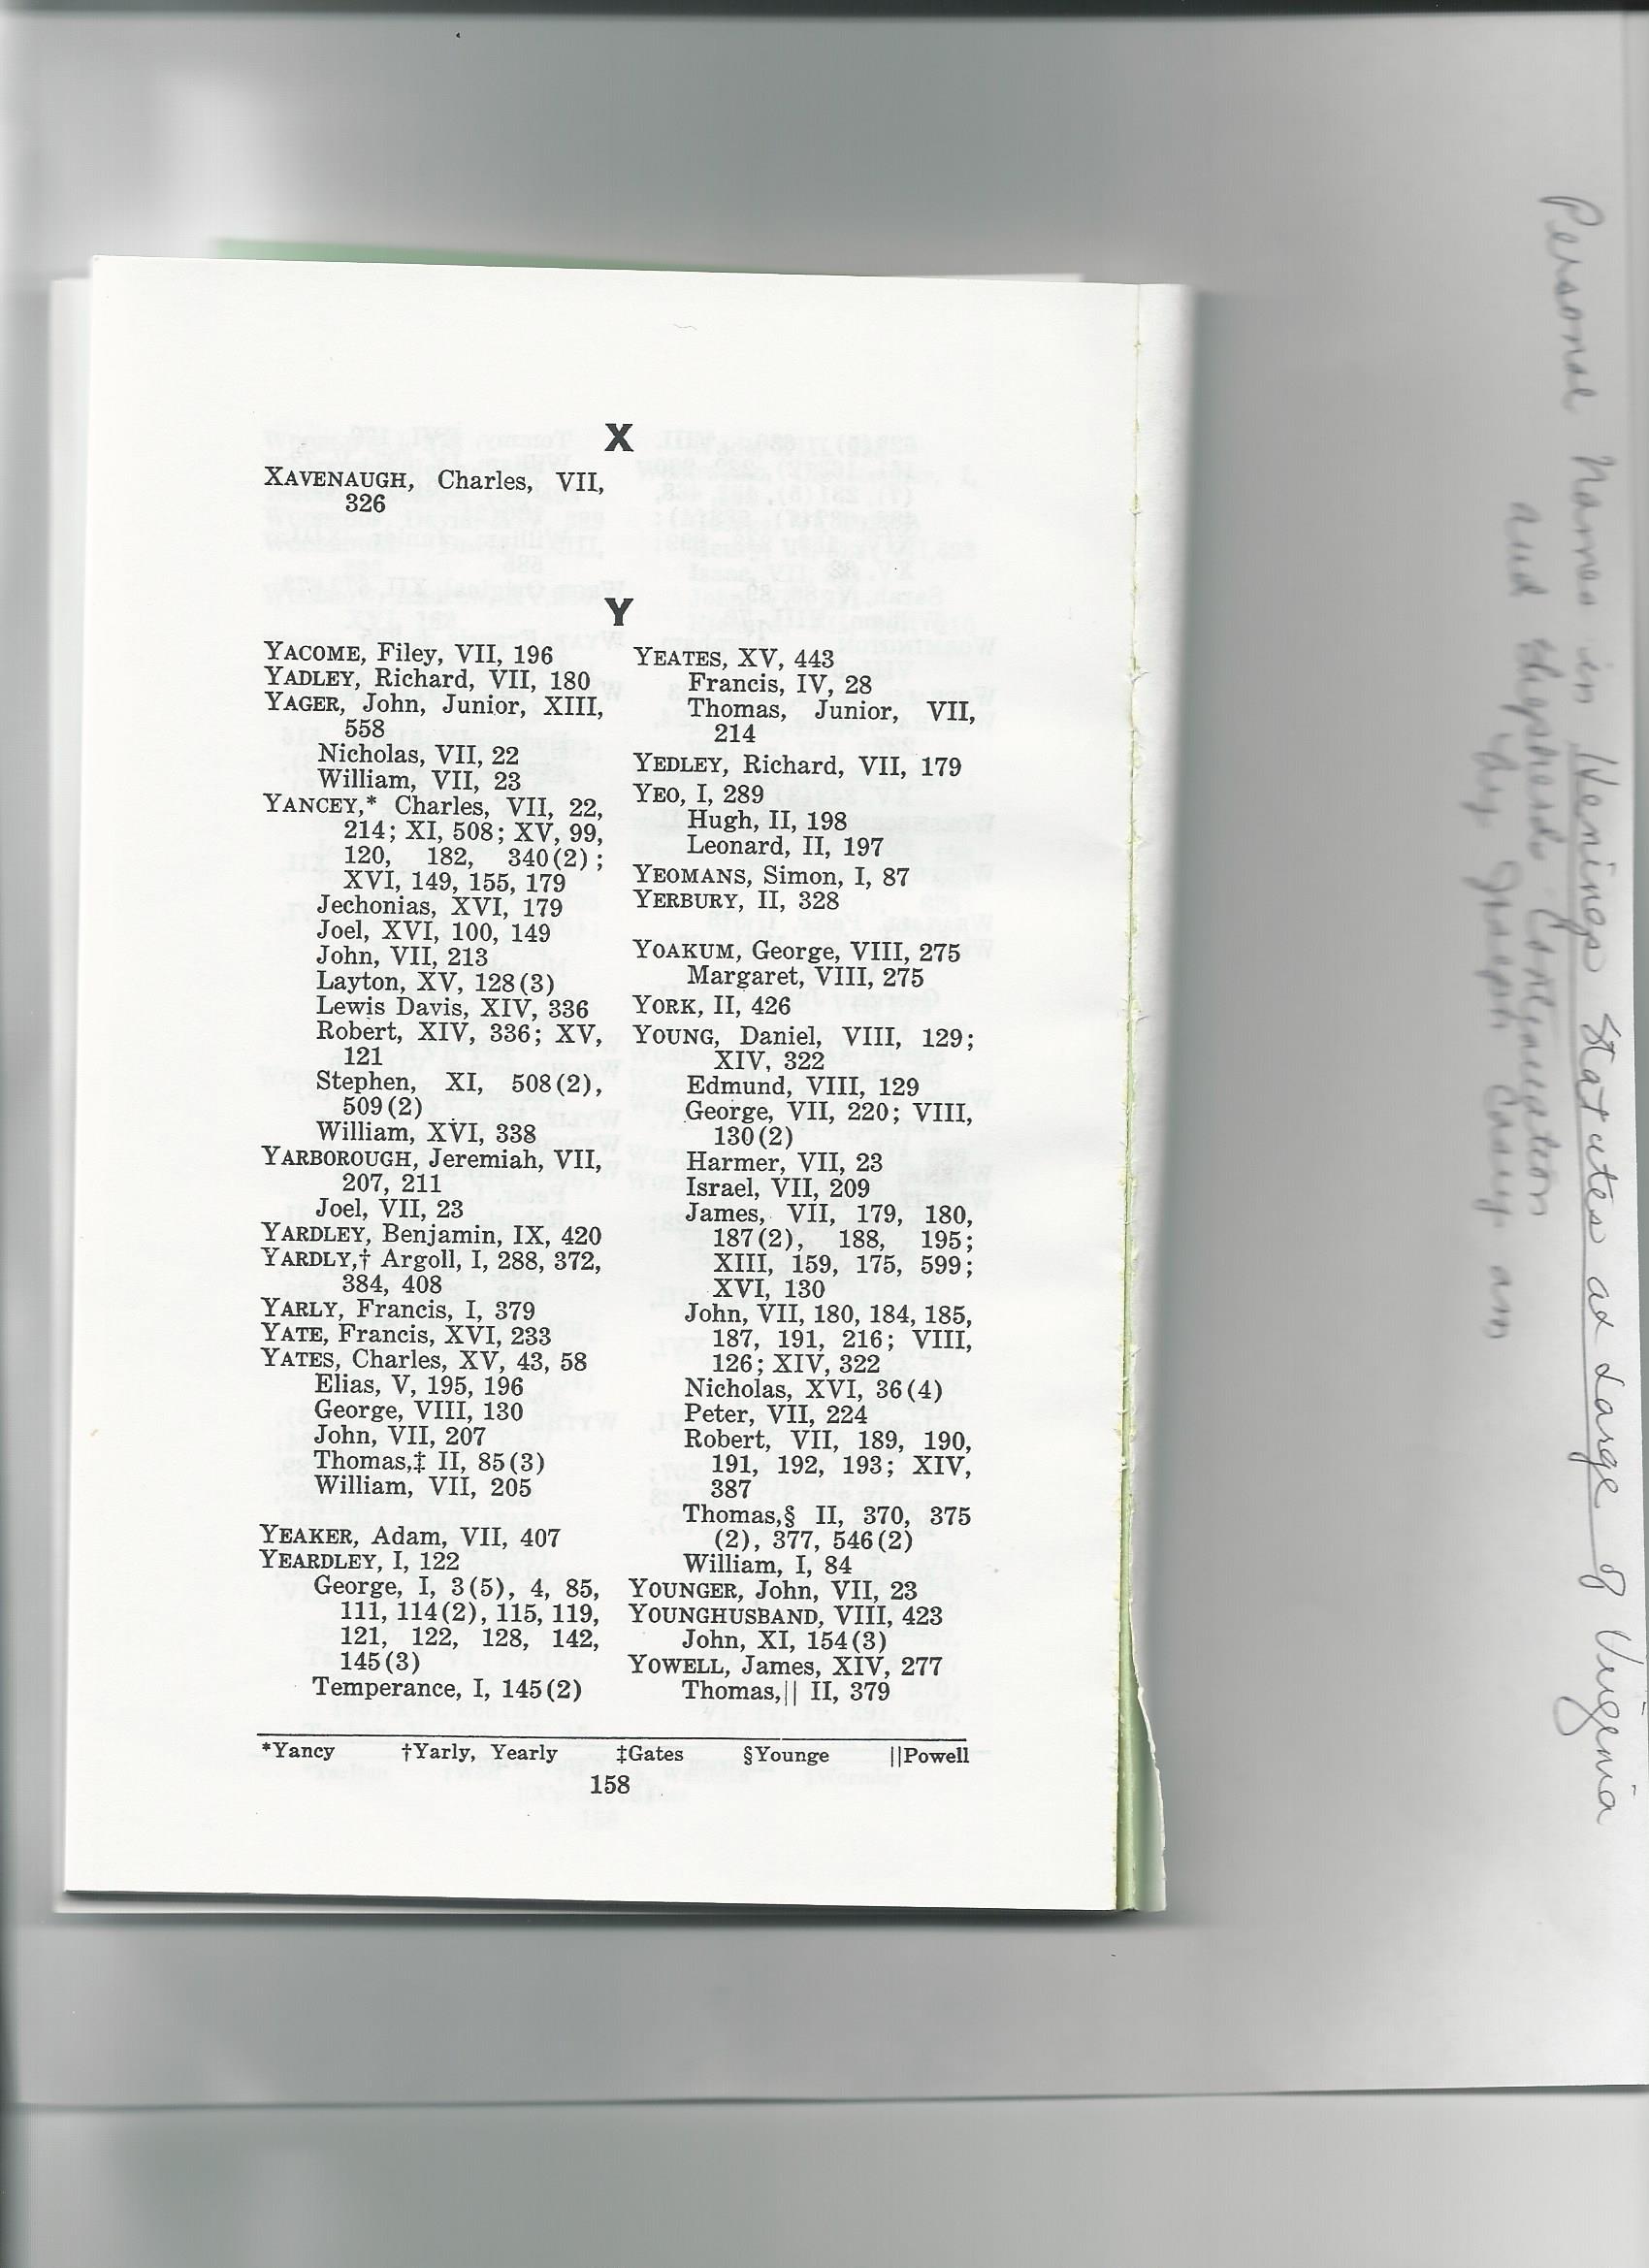 X
XAVENAUGH, Charles, VII,
326
Y
YACOME, Filey, VII, 196
YADLEY, Richard, VII, 180
YAGER, John, Junior, XIII,
558
Nicholas, VII, 22
William, VII, 23
YANCEY,* Charles, VII, 22,
214; XI, 508; XV, 99,
120, 182, 340(2);
XVI, 149, 155, 179
Jechonias, XVI, 179
Joel, XVI, 100, 149
John, VII, 213
Layton, XV, 128(3)
Lewis Davis, XIV, 336
Robert, XIV, 336; XV,
121
Stephen, XI, 508(2),
509(2)
William, XVI, 338
YARBOROUGH, Jeremiah, VII,
207, 211
Joel, VII, 23
YARDLEY, Benjamin, IX, 420
YARDLY,† Argoll, I, 288, 372,
384, 408
YARLY, Francis, I, 379
YATE, Francis, XVI, 233
YATES, Charles, XV, 43, 58
Elias, V, 195, 196
George, VIII, 130
John, VII, 207
Thomas,‡ II, 85(3)
William, VII, 205
YEAKER, Adam, VII, 407
YEARDLEY, I, 122
George, I, 3(5), 4, 85,
111, 114(2), 115, 119,
121, 122, 128, 142,
145(3)
Temperance, I, 145(2)
YEATES, XV, 443
Francis, IV, 28
Thomas, Junior, VII,
214
YEDLEY, Richard, VII, 179
YEO, I, 289
Hugh, II, 198
Leonard, II, 197
YEOMANS, Simon, I, 87
YERBURY, II, 328
YOAKUM, George, VIII, 275
Margaret, VIII, 275
YORK, II, 426
YOUNG, Daniel, VIII, 129;
XIV, 322
Edmund, VIII, 129
George, VII, 220; VIII,
130(2)
Harmer, VII, 23
Israel, VII, 209
James, VII, 179, 180,
187(2), 188, 195;
XIII, 159, 175, 599;
XVI, 130
John, VII, 180, 184, 185,
187, 191, 216; VIII,
126; XIV, 322
Nicholas, XVI, 36(4)
Peter, VII, 224
Robert, VII, 189, 190,
191, 192, 193; XIV,
387
Thomas,§ II, 370, 375
(2), 377, 546(2)
William, I, 84
YOUNGER, John, VII, 23
YOUNGHUSBAND, VIII, 423
John, XI, 154(3)
YOWELL, James, XIV, 277
Thomas,|| II, 379
*Yancy †Yarly, Yearly ‡Gates §Younge ||Powell
158
Personal Names in Henings Statutes at Large of Virginia
and Shepherds Continuation
by Joseph Casey